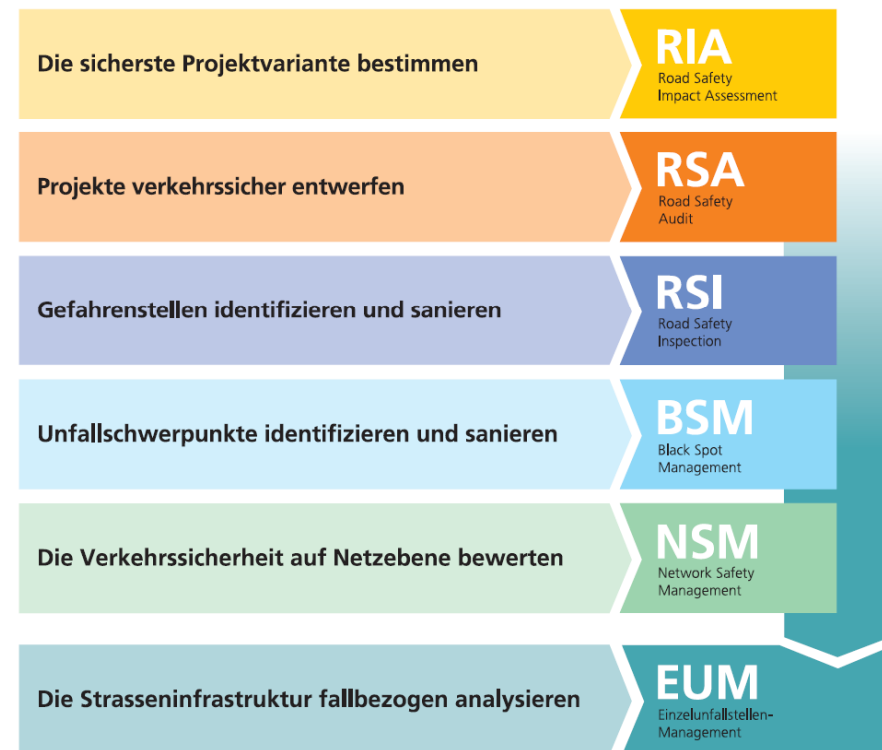 Die sicherste Projektvariante bestimmen
RIA
Road Safety
Impact Assessment
Projekte verkehrssicher entwerfen
RSA
Road Safety
Audit
Gefahrenstellen identifizieren und sanieren
RSI
Road Safety
Inspection
Unfallschwerpunkte identifizieren und sanieren
BSM
Black Spot
Management
Die Verkehrssicherheit auf Netzebene bewerten
NSM
Network Safety
Management
Die Strasseninfrastruktur fallbezogen analysieren
EUM
Einzelunfallstellen-
Management